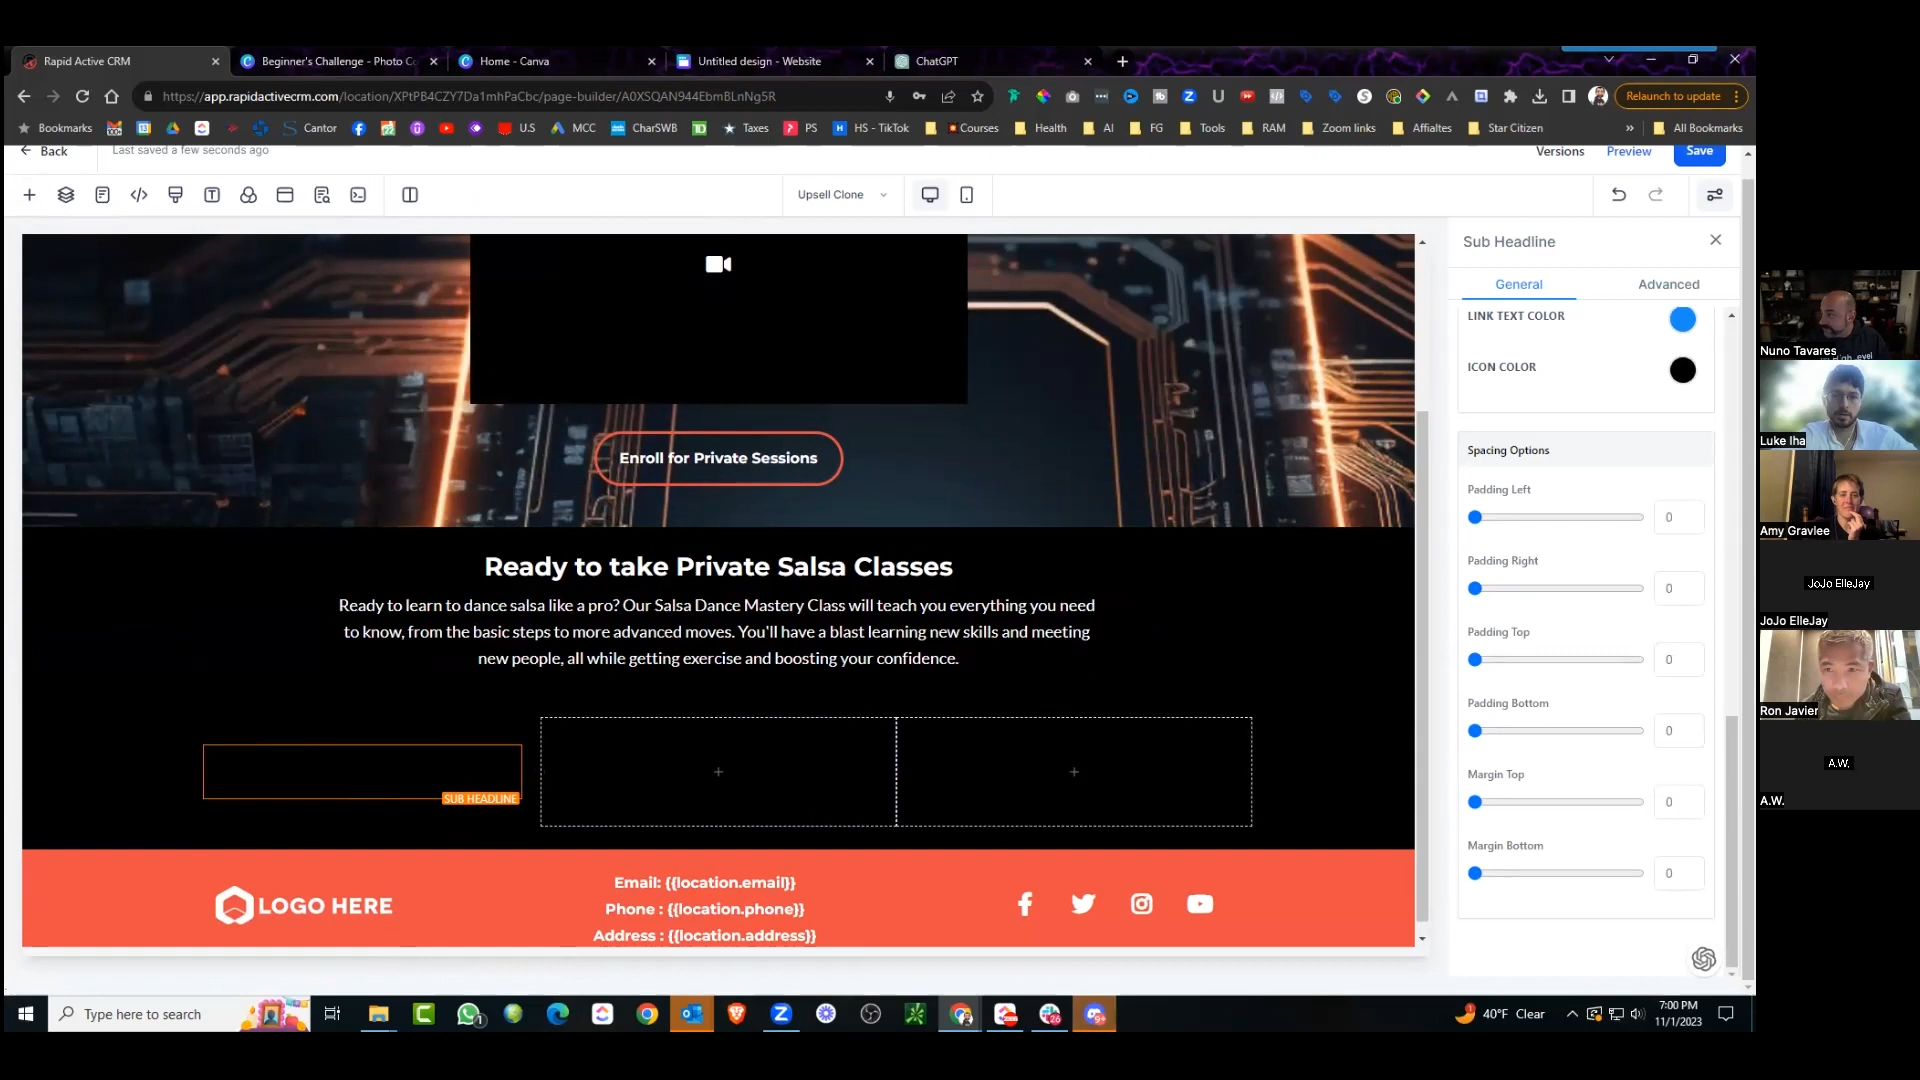 Rapid Active CRM
Beginner's Challenge - Photo Co
Home - Canva
Untitled design - Website
ChatGPT
https://app.rapidactivecrm.com/location/XPtPB4CZY7Da1mhPaCbc/page-builder/A0XSQAN944EbmBLnNg5R
Relaunch to update
Bookmarks
Cantor
U.S
MCC
CharSWB
Taxes
PS
HS - TikTok
Courses
Health
AI
FG
Tools
RAM
Zoom links
Affialtes
Star Citizen
All Bookmarks
Back
Last saved a few seconds ago
Versions
Preview
Save
Upsell Clone
Sub Headline
General
Advanced
LINK TEXT COLOR
ICON COLOR
Spacing Options
Padding Left
0
Padding Right
0
Padding Top
0
Padding Bottom
0
Margin Top
0
Margin Bottom
0
Enroll for Private Sessions
Ready to take Private Salsa Classes
Ready to learn to dance salsa like a pro? Our Salsa Dance Mastery Class will teach you everything you need
to know, from the basic steps to more advanced moves. You'll have a blast learning new skills and meeting
new people, all while getting exercise and boosting your confidence.
SUB HEADLINE
LOGO HERE
Email: {{location.email}}
Phone : {{location.phone}}
Address : {{location.address}}
Nuno Tavares
Luke Iha
Amy Gravlee
JoJo ElleJay
JoJo ElleJay
Ron Javier
A.W.
A.W.
Type here to search
40°F Clear
7:00 PM
11/1/2023